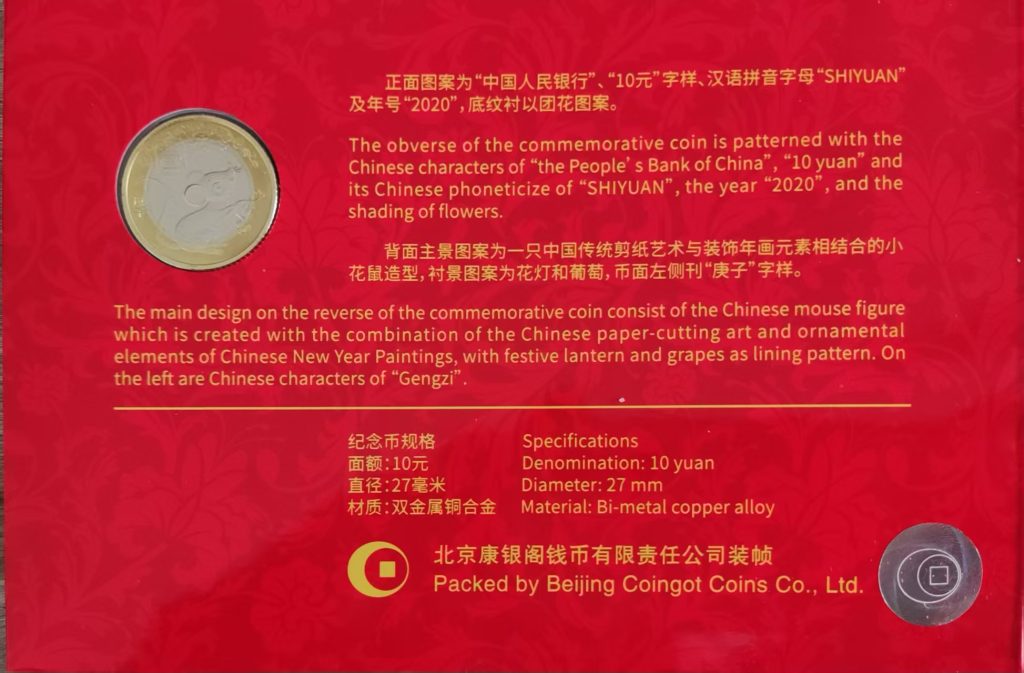 正面图案为“中国人民银行”、“10元”字样、汉语拼音字母“SHIYUAN”
及年号“2020”，底纹衬以团花图案。
The obverse of the commemorative coin is patterned with the
Chinese characters of “the People’s Bank of China”, “10 yuan” and
its Chinese phoneticize of “SHIYUAN”, the year “2020”, and the
shading of flowers.
背面主景图案为一只中国传统剪纸艺术与装饰年画元素相结合的小
花鼠造型，衬景图案为花灯和葡萄，币面左侧刊“庚子”字样。
The main design on the reverse of the commemorative coin consist of the Chinese mouse figure
which is created with the combination of the Chinese paper-cutting art and ornamental
elements of Chinese New Year Paintings, with festive lantern and grapes as lining pattern. On
the left are Chinese characters of “Gengzi”.
纪念币规格
面额：10元
直径：27毫米
材质：双金属铜合金
Specifications
Denomination: 10 yuan
Diameter: 27 mm
Material: Bi-metal copper alloy
北京康银阁钱币有限责任公司装帧
Packed by Beijing Coingot Coins Co., Ltd.